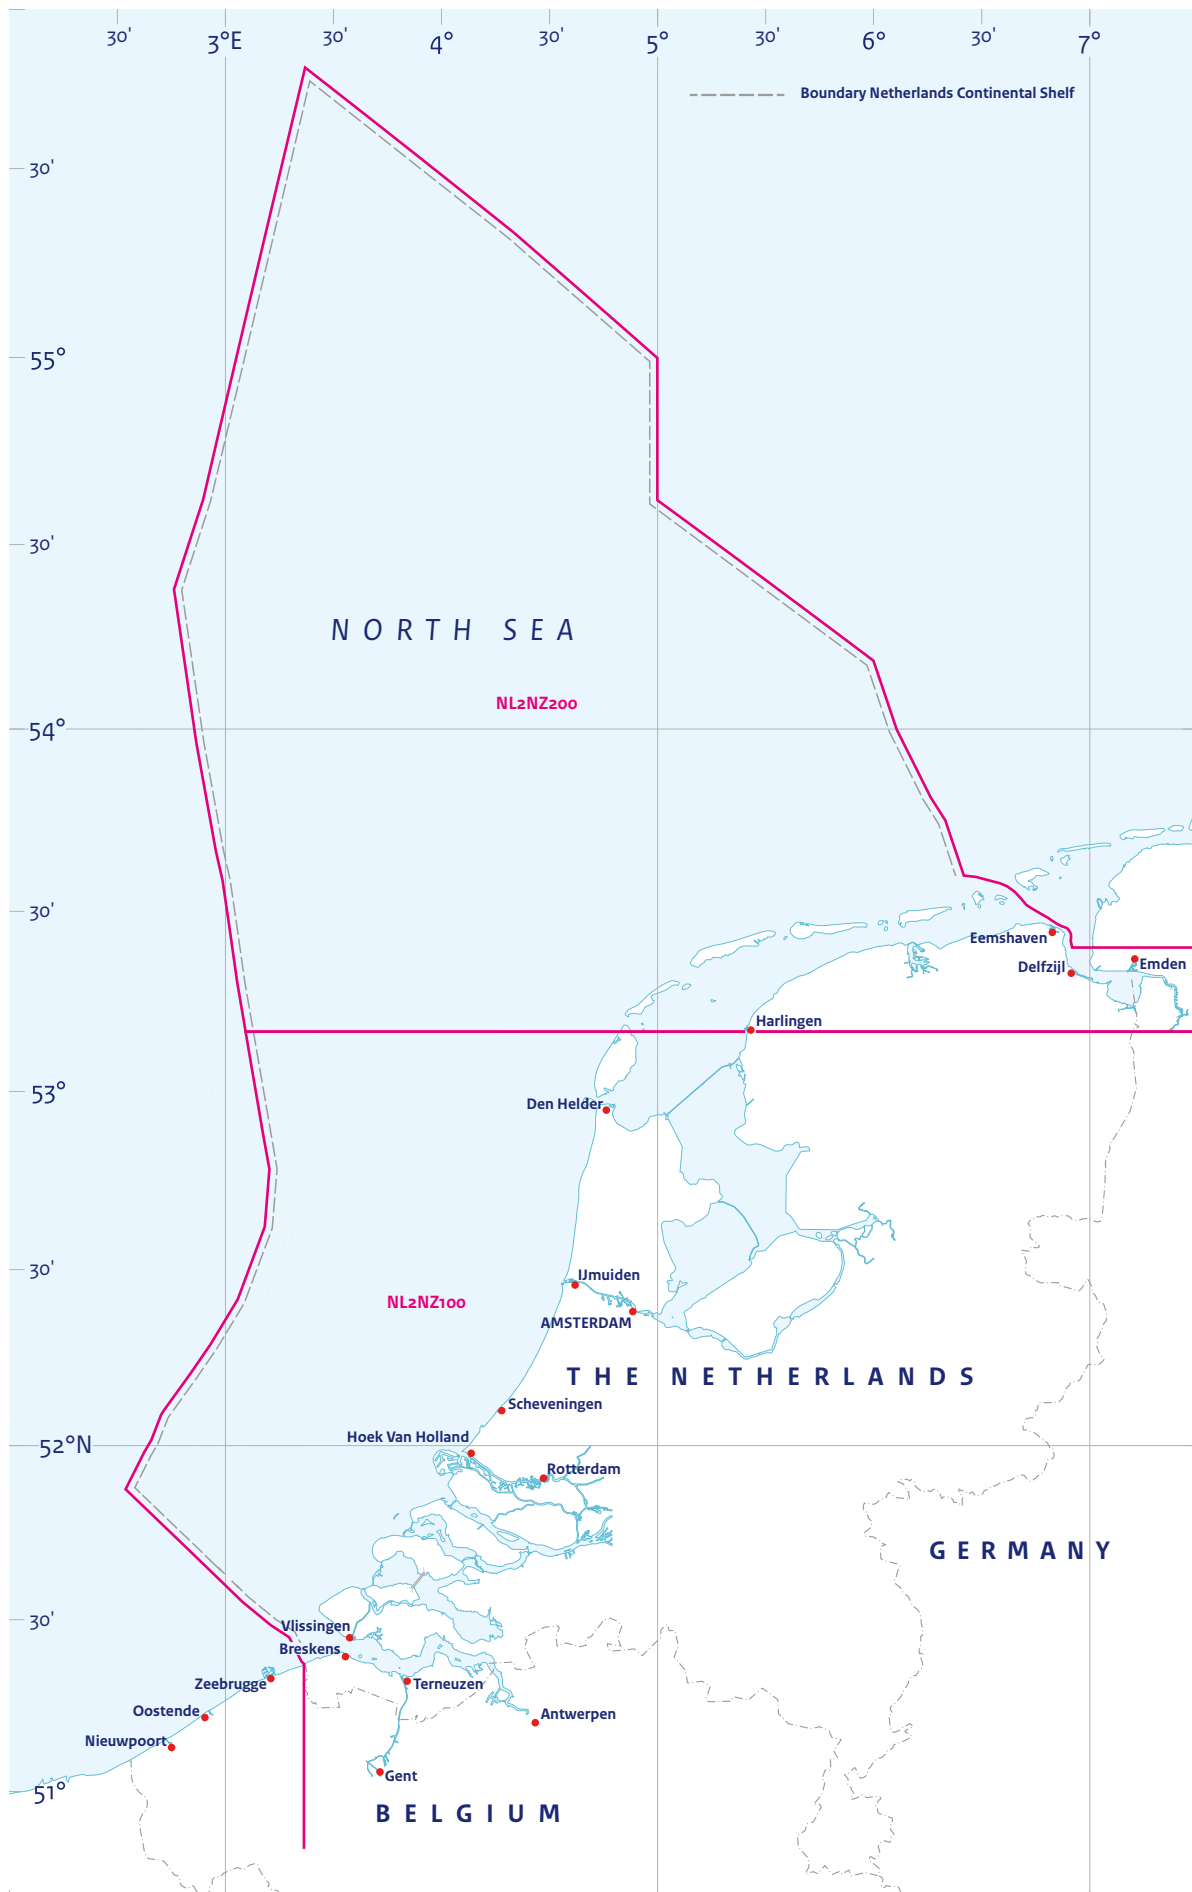 30'
3°E
30'
4°
30'
5°
30'
6°
30'
7°
Boundary Netherlands Continental Shelf
30'
55°
30'
NORTH SEA
NL2NZ200
54°
30'
Eemshaven
Delfzijl
Emden
Harlingen
53°
Den Helder
30'
IJmuiden
NL2NZ100
AMSTERDAM
THE NETHERLANDS
Scheveningen
Hoek Van Holland
52°N
Rotterdam
GERMANY
30'
Vlissingen
Breskens
Zeebrugge
Terneuzen
Oostende
Antwerpen
Nieuwpoort
Gent
51°
BELGIUM